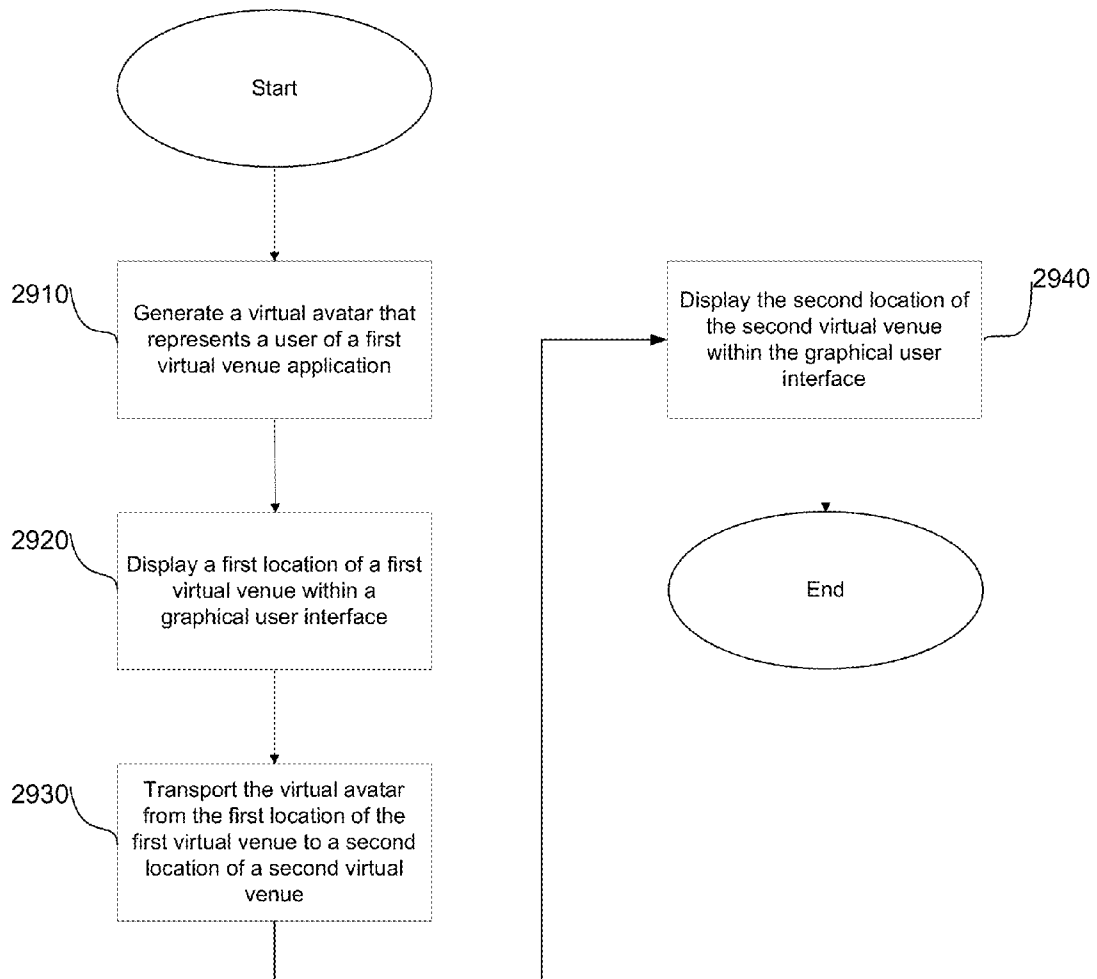 Start
2910
Generate a virtual avatar that
represents a user of a first
virtual venue application
2920
Display a first location of a first
virtual venue within a
graphical user interface
2930
Transport the virtual avatar
from the first location of the
first virtual venue to a second
location of a second virtual
venue
2940
Display the second location of
the second virtual venue
within the graphical user
interface
End